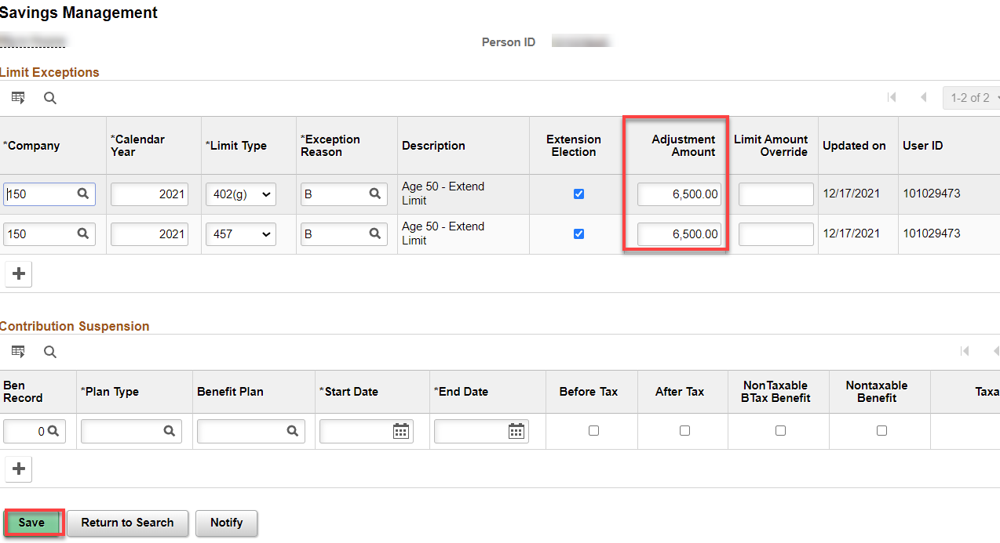 Savings Management
Person ID
Limit Exceptions
1-2 of 2
*Company *Calendar Year *Limit Type *Exception Reason Description Extension Election Adjustment Amount Limit Amount Override Updated on User ID
150 2021 402(g) B Age 50 - Extend Limit 6,500.00 12/17/2021 101029473
150 2021 457 B Age 50 - Extend Limit 6,500.00 12/17/2021 101029473
Contribution Suspension
Ben Record *Plan Type Benefit Plan *Start Date *End Date Before Tax After Tax NonTaxable BTax Benefit Nontaxable Benefit Taxa
0
Save Return to Search Notify